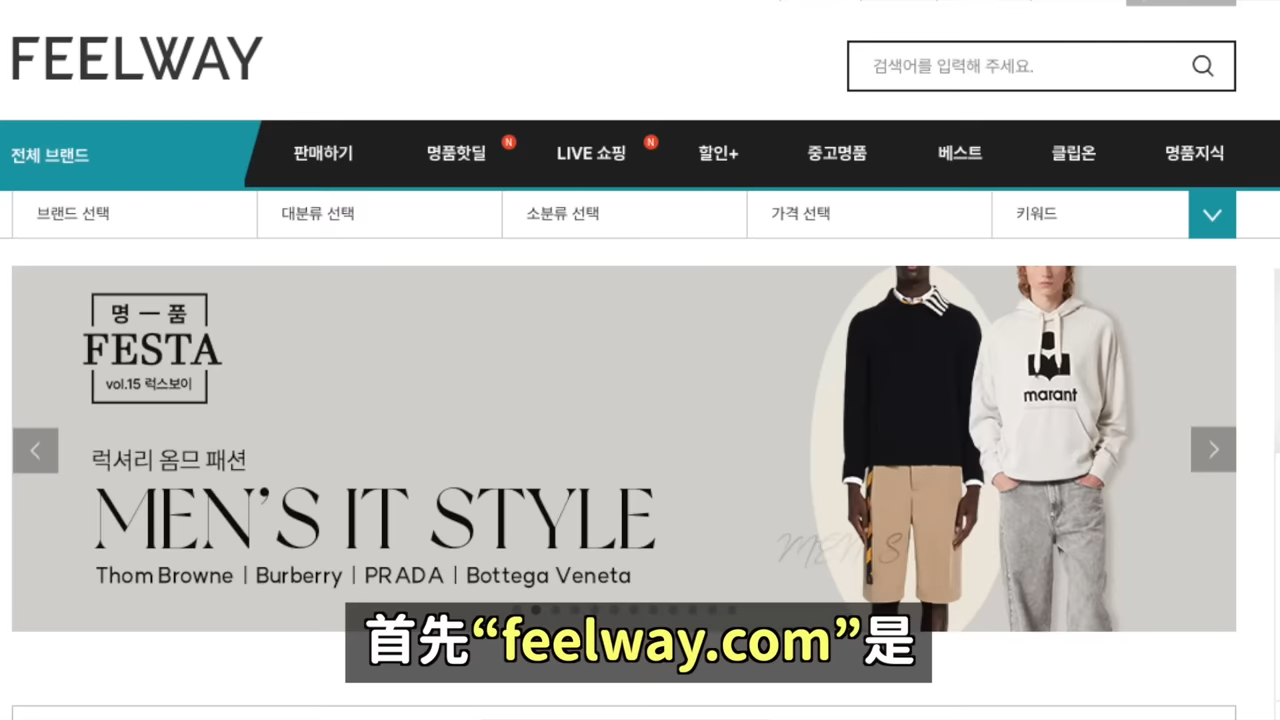 FEELWAY
검색어를 입력해 주세요.
전체 브랜드 판매하기 명품핫딜 N LIVE 쇼핑 N 할인+ 중고명품 베스트 클립온 명품지식
브랜드 선택 대분류 선택 소분류 선택 가격 선택 키워드
명 一 품
FESTA
vol.15 럭스보이
럭셔리 옴므 패션
MEN'S IT STYLE
Thom Browne | Burberry | PRADA | Bottega Veneta
marant
MEN'S
首先“feelway.com”是